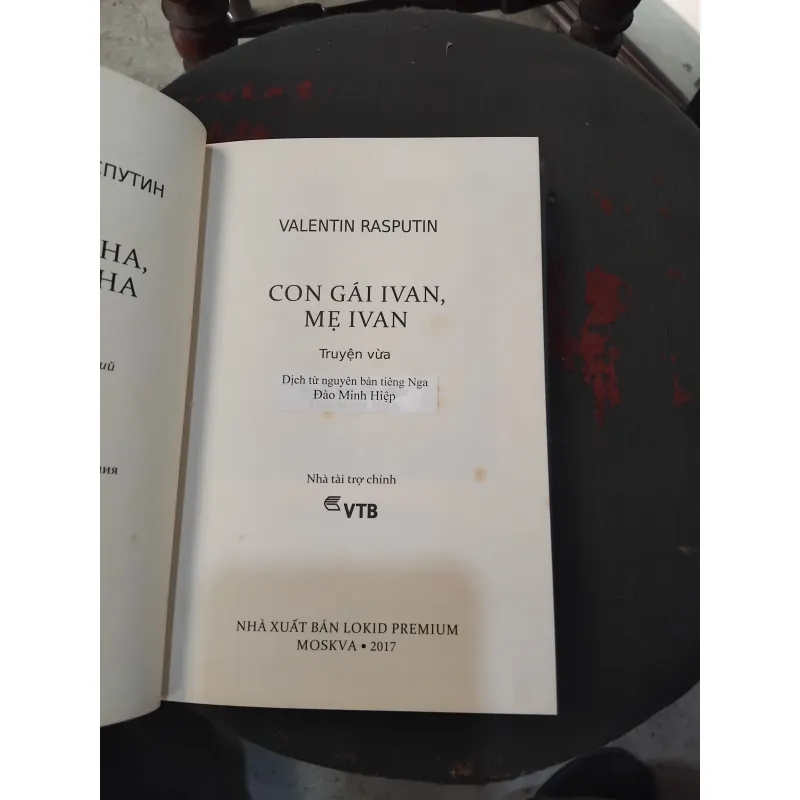 СПУТИН
НА,
НА
ий
ния
VALENTIN RASPUTIN
CON GÁI IVAN,
MẸ IVAN
Truyện vừa
Dịch từ nguyên bản tiếng Nga
Đào Minh Hiệp
Nhà tài trợ chính
VTB
NHÀ XUẤT BẢN LOKID PREMIUM
MOSKVA • 2017